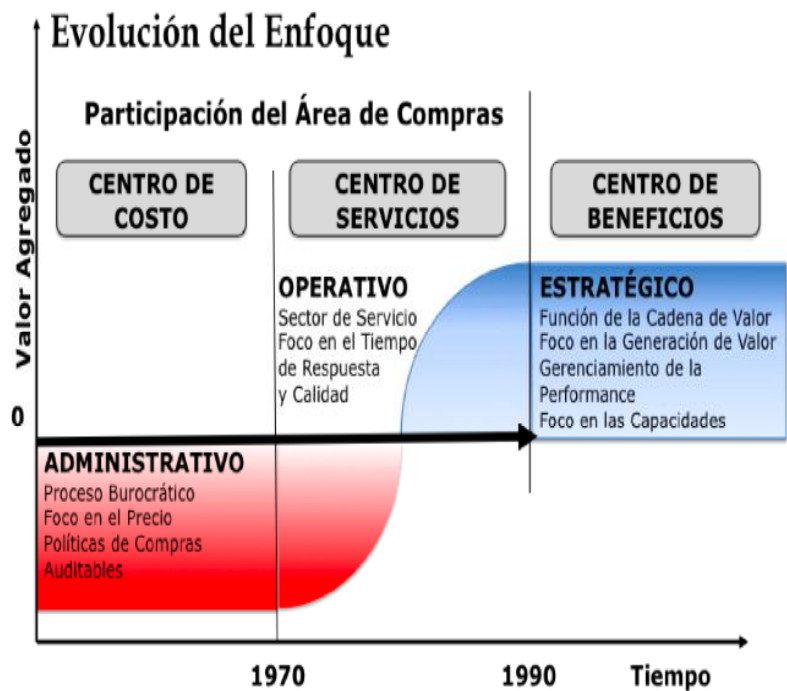 Evolución del Enfoque
Participación del Área de Compras
Valor Agregado
CENTRO DE
COSTO
CENTRO DE
SERVICIOS
CENTRO DE
BENEFICIOS
OPERATIVO
Sector de Servicio
Foco en el Tiempo
de Respuesta
y Calidad
ESTRATÉGICO
Función de la Cadena de Valor
Foco en la Generación de Valor
Gerenciamiento de la
Performance
Foco en las Capacidades
0
ADMINISTRATIVO
Proceso Burocrático
Foco en el Precio
Políticas de Compras
Auditables
1970
1990
Tiempo